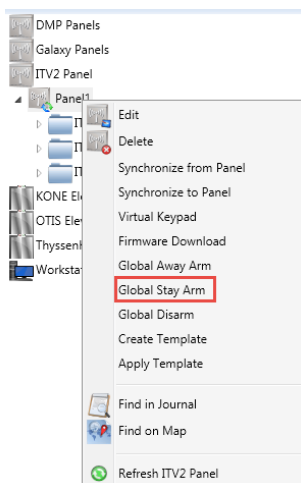 DMP Panels
Galaxy Panels
ITV2 Panel
Panel1
Edit
Delete
Synchronize from Panel
Synchronize to Panel
Virtual Keypad
Firmware Download
Global Away Arm
Global Stay Arm
Global Disarm
Create Template
Apply Template
Find in Journal
Find on Map
Refresh ITV2 Panel
KONE
OTIS